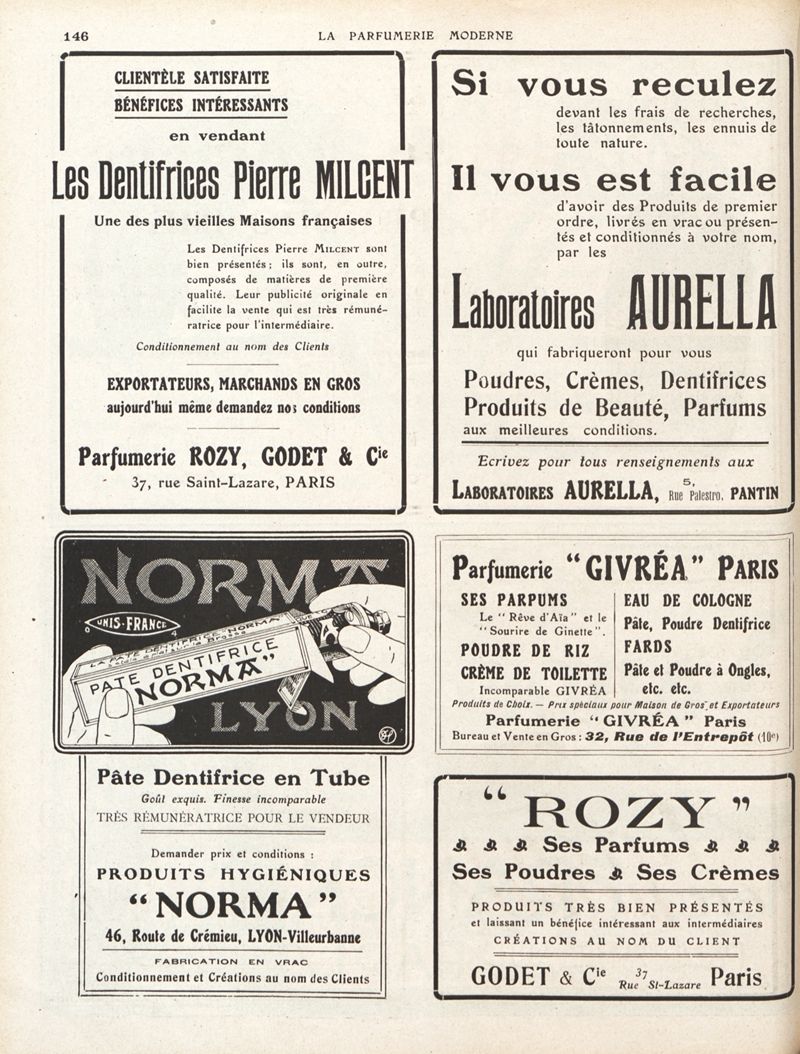 146
LA PARFUMERIE MODERNE
CLIENTÈLE SATISFAITE
BÉNÉFICES INTÉRESSANTS
en vendant
Les Dentifrices Pierre MILCENT
Une des plus vieilles Maisons françaises
Les Dentifrices Pierre MILCENT sont
bien présentés ; ils sont, en outre,
composés de matières de première
qualité. Leur publicité originale en
facilite la vente qui est très rémuné-
ratrice pour l'intermédiaire.
Conditionnement au nom des Clients
EXPORTATEURS, MARCHANDS EN GROS
aujourd'hui même demandez nos conditions
Parfumerie ROZY, GODET & Cie
37, rue Saint-Lazare, PARIS
Si vous reculez
devant les frais de recherches,
les tâtonnements, les ennuis de
toute nature.
Il vous est facile
d'avoir des Produits de premier
ordre, livrés en vrac ou présen-
tés et conditionnés à votre nom,
par les
Laboratoires AURELLA
qui fabriqueront pour vous
Poudres, Crèmes, Dentifrices
Produits de Beauté, Parfums
aux meilleures conditions.
Ecrivez pour tous renseignements aux
LABORATOIRES AURELLA, 5, Rue Palestro, PANTIN
NORMA
UNIS-FRANCE
0 4
LA PATE DENTIFRICE NORMA
PATE DENTIFRICE
"NORMA"
LYON
Pâte Dentifrice en Tube
Goût exquis. Finesse incomparable
TRÈS RÉMUNÉRATRICE POUR LE VENDEUR
Demander prix et conditions :
PRODUITS HYGIÉNIQUES
"NORMA"
46, Route de Crémieu, LYON-Villeurbanne
FABRICATION EN VRAC
Conditionnement et Créations au nom des Clients
Parfumerie "GIVRÉA" PARIS
SES PARPUMS
Le "Rêve d'Aïa" et le
"Sourire de Ginette".
POUDRE DE RIZ
CRÈME DE TOILETTE
Incomparable GIVRÉA
EAU DE COLOGNE
Pâte, Poudre Dentifrice
FARDS
Pâte et Poudre à Ongles,
etc. etc.
Produits de Choix. — Prix spéciaux pour Maison de Gros et Exportateurs
Parfumerie "GIVRÉA" Paris
Bureau et Vente en Gros : 32, Rue de l'Entrepôt (10e)
"ROZY"
Ses Parfums
Ses Poudres Ses Crèmes
PRODUITS TRÈS BIEN PRÉSENTÉS
et laissant un bénéfice intéressant aux intermédiaires
CRÉATIONS AU NOM DU CLIENT
GODET & Cie 37 Rue St-Lazare Paris